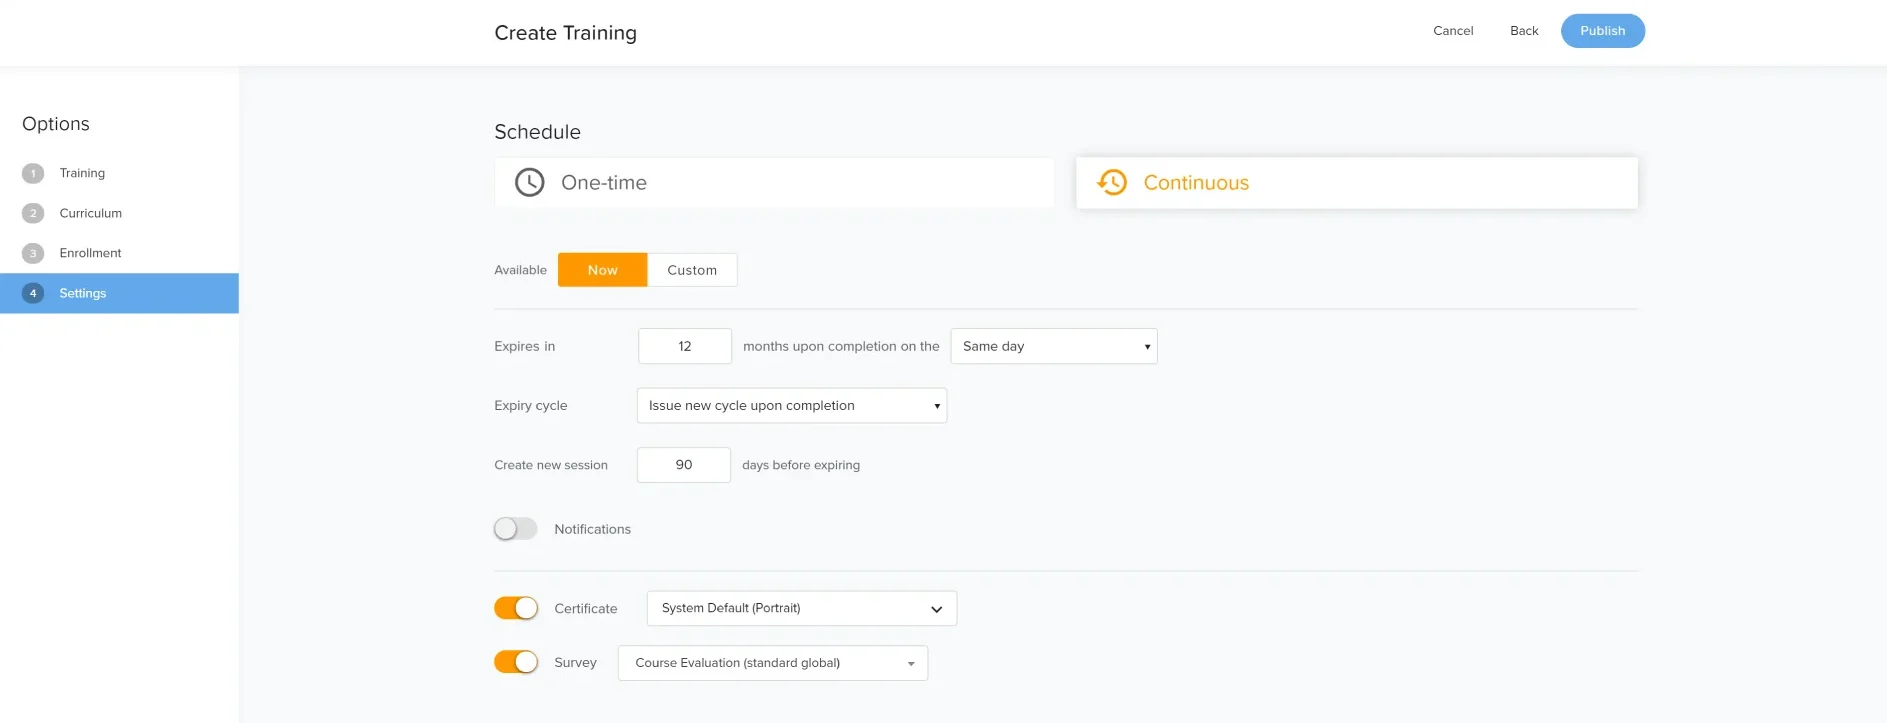 Create Training
Cancel
Back
Publish
Options
1 Training
2 Curriculum
3 Enrollment
4 Settings
Schedule
One-time
Continuous
Available Now Custom
Expires in 12 months upon completion on the Same day
Expiry cycle Issue new cycle upon completion
Create new session 90 days before expiring
Notifications
Certificate System Default (Portrait)
Survey Course Evaluation (standard global)